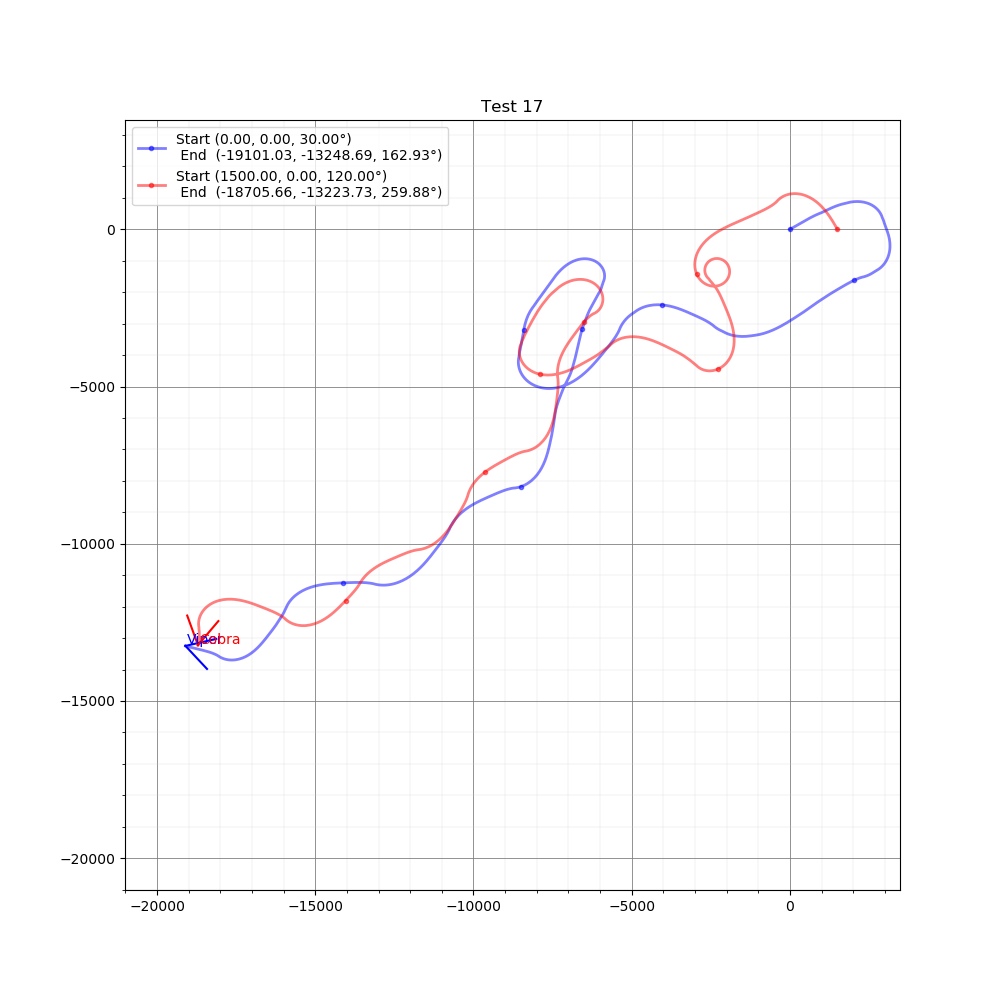 Test 17
Start (0.00, 0.00, 30.00°)
End (-19101.03, -13248.69, 162.93°)
Start (1500.00, 0.00, 120.00°)
End (-18705.66, -13223.73, 259.88°)
0
−5000
−10000
−15000
−20000
−20000
−15000
−10000
−5000
0